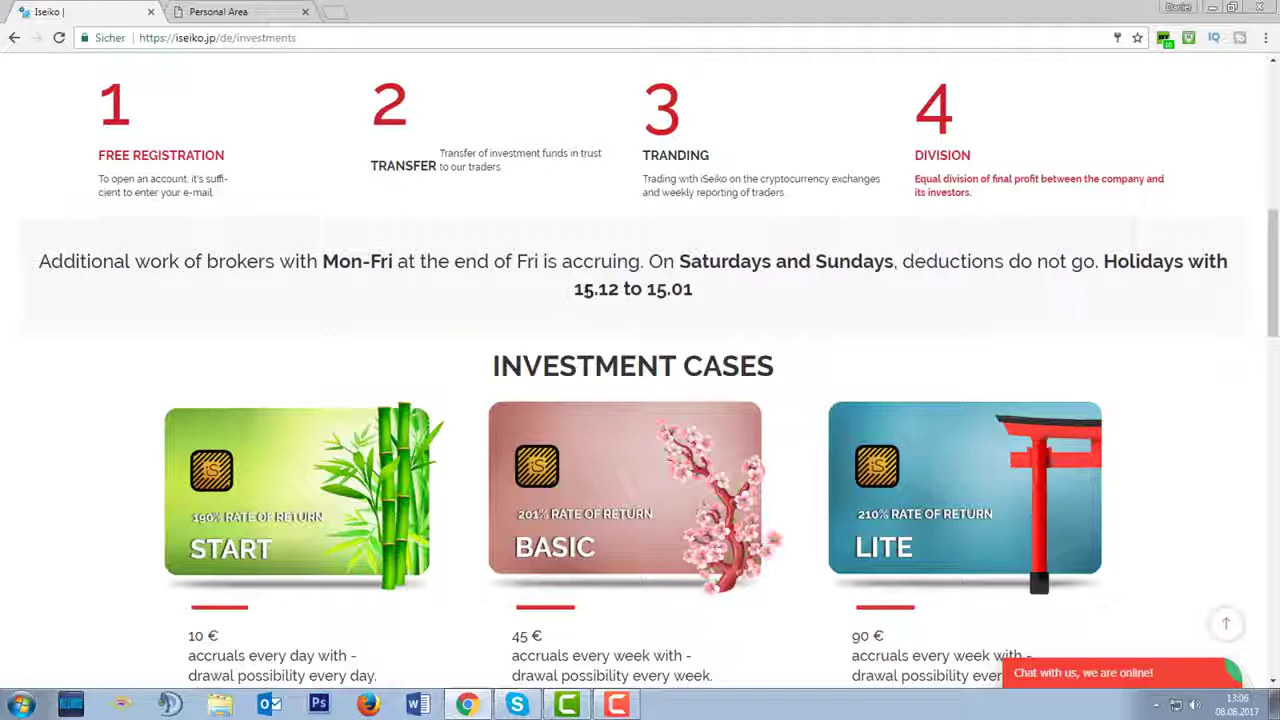 Iseiko |
Personal Area
Sicher
https://iseiko.jp/de/investments
1
2
3
4
FREE REGISTRATION
To open an account, it's suffi-
cient to enter your e-mail.
TRANSFER
Transfer of investment funds in trust
to our traders.
TRANDING
Trading with iSeiko on the cryptocurrency exchanges
and weekly reporting of traders
DIVISION
Equal division of final profit between the company and
its investors.
Additional work of brokers with Mon-Fri at the end of Fri is accruing. On Saturdays and Sundays, deductions do not go. Holidays with
15.12 to 15.01
INVESTMENT CASES
190% RATE OF RETURN
START
201% RATE OF RETURN
BASIC
210% RATE OF RETURN
LITE
10 €
accruals every day with -
drawal possibility every day.
45 €
accruals every week with -
drawal possibility every week.
90 €
accruals every week with -
drawal possibility
Chat with us, we are online!
13:06
08.08.2017